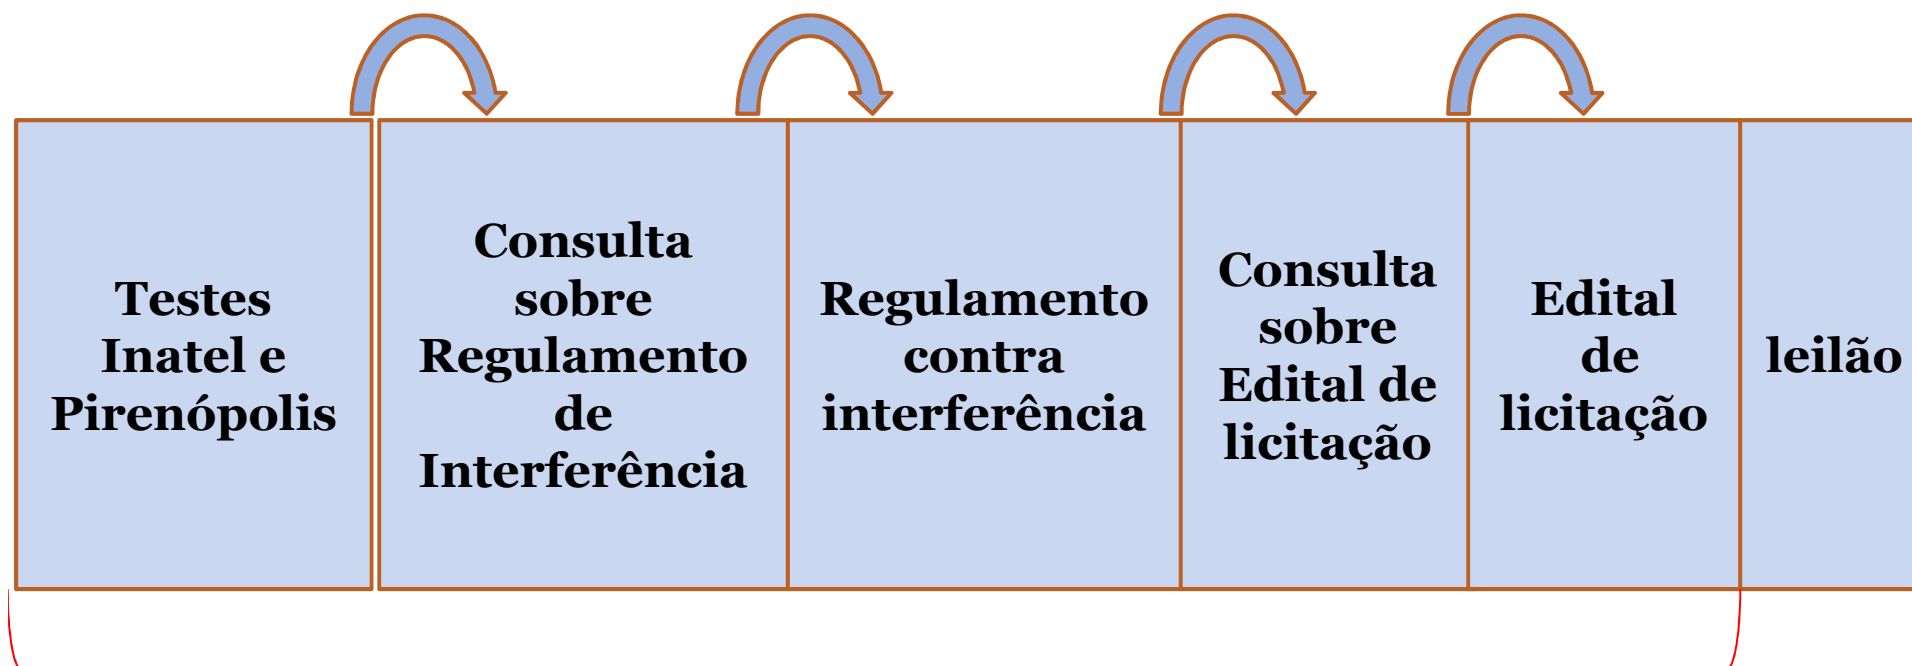 Testes
Inatel e
Pirenópolis
Consulta
sobre
Regulamento
de
Interferência
Regulamento
contra
interferência
Consulta
sobre
Edital de
licitação
Edital
de
licitação
leilão